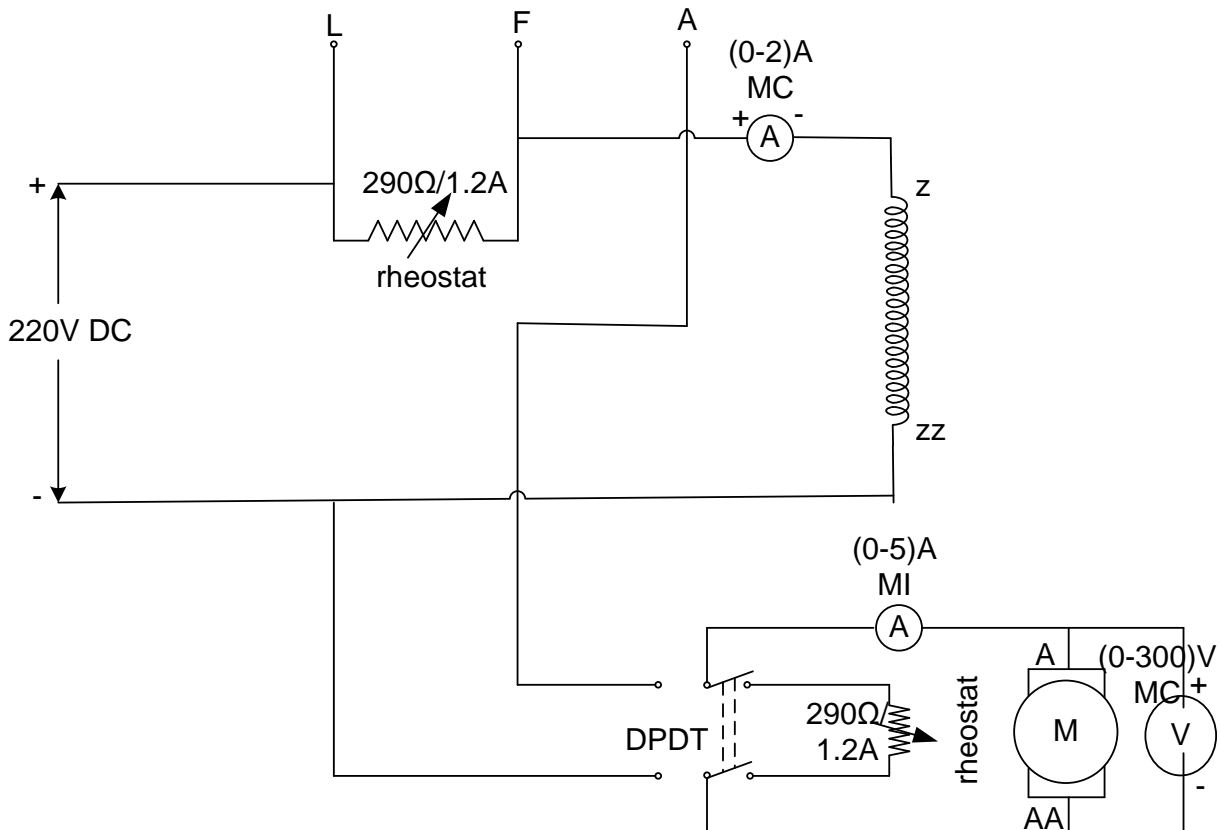 L
F
A
(0-2)A
MC
+
-
A
290Ω/1.2A
rheostat
+
220V DC
-
z
zz
(0-5)A
MI
A
A
(0-300)V
MC
+
DPDT
290Ω/
1.2A
rheostat
M
V
-
AA